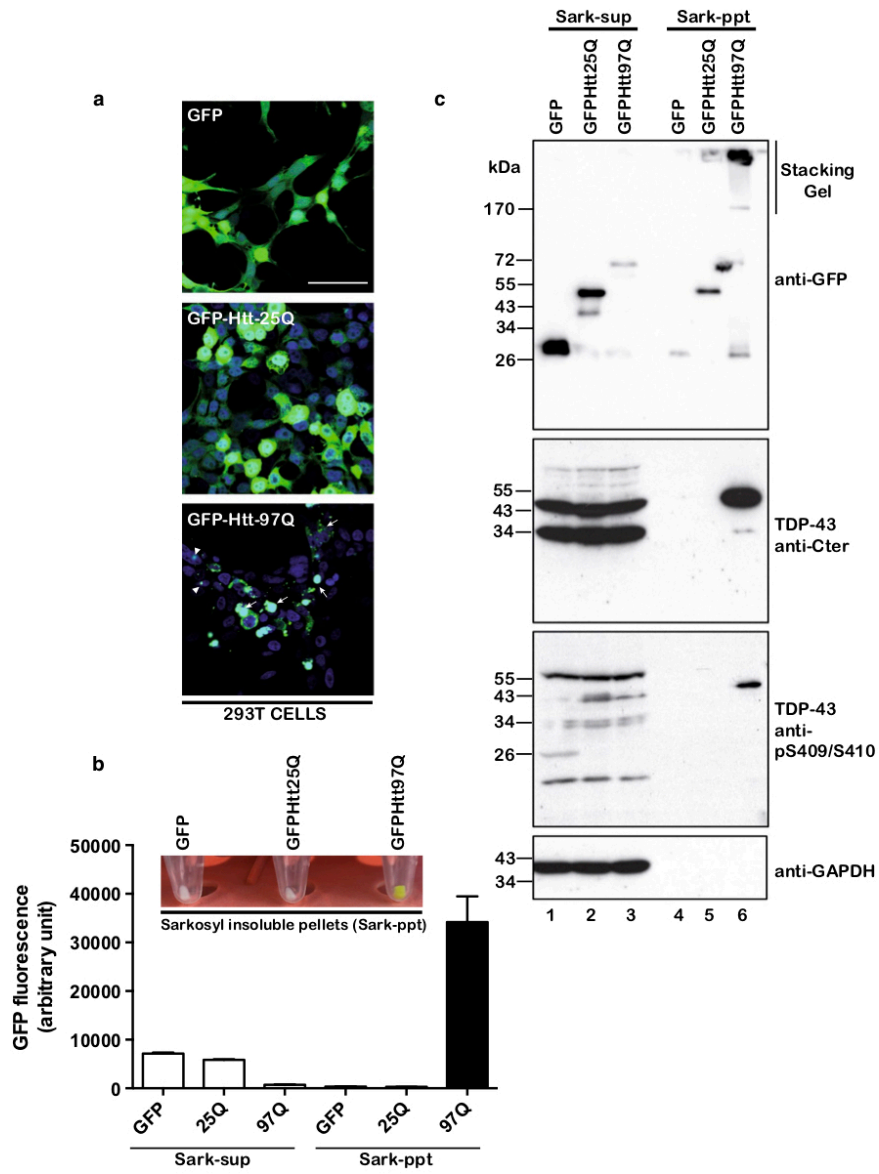 a
GFP
GFP-Htt-25Q
GFP-Htt-97Q
293T CELLS
b
GFP fluorescence
(arbitrary unit)
50000
40000
30000
20000
10000
0
GFP
GFPHtt25Q
GFPHtt97Q
Sarkosyl insoluble pellets (Sark-ppt)
GFP
25Q
97Q
GFP
25Q
97Q
Sark-sup
Sark-ppt
c
Sark-sup
Sark-ppt
GFP
GFPHtt25Q
GFPHtt97Q
GFP
GFPHtt25Q
GFPHtt97Q
kDa
170
72
55
43
34
26
Stacking
Gel
anti-GFP
55
43
34
TDP-43
anti-Cter
55
43
34
26
TDP-43
anti-
pS409/S410
43
34
anti-GAPDH
1 2 3 4 5 6